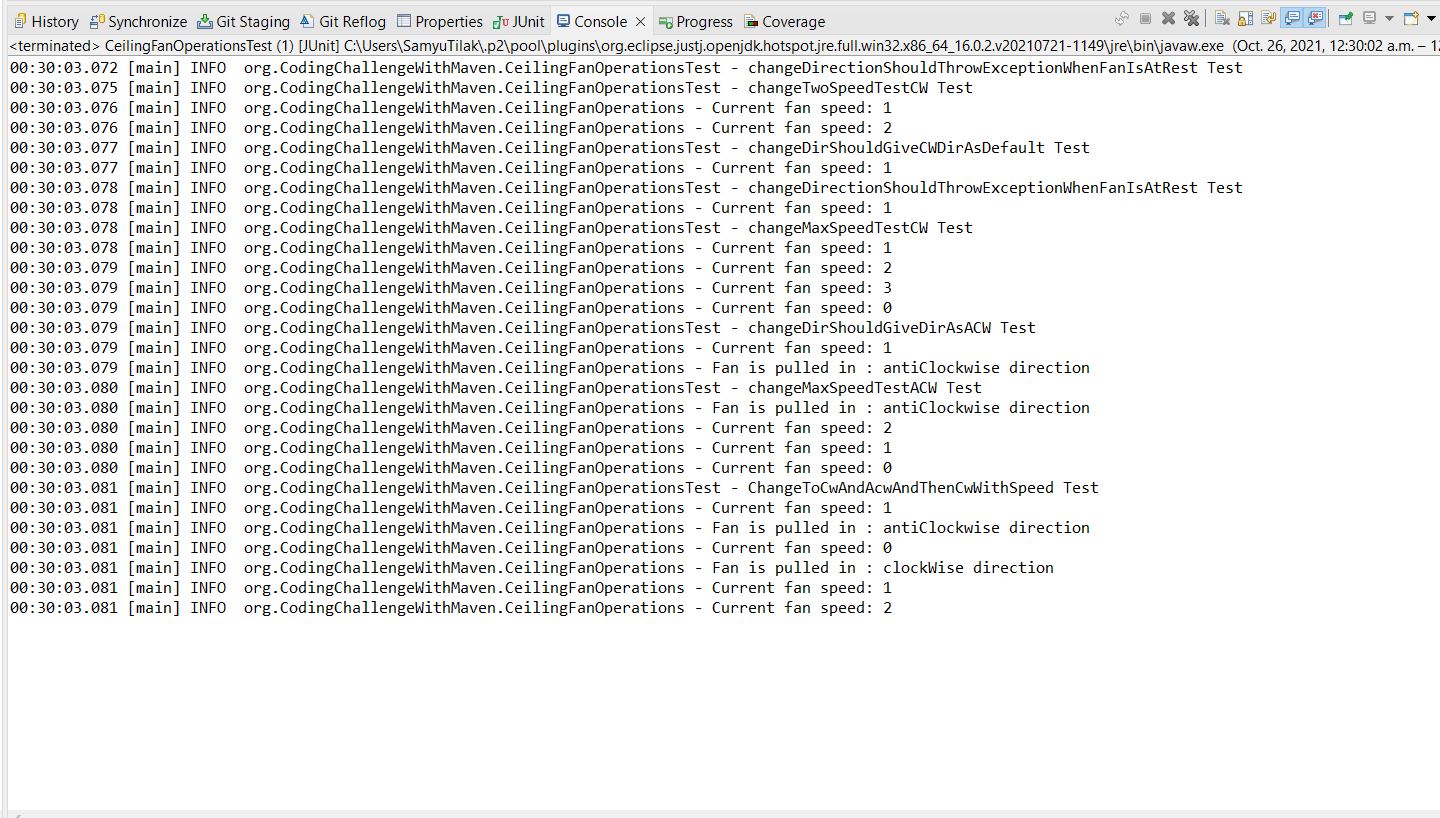 History Synchronize Git Staging Git Reflog Properties JUnit Console Progress Coverage
<terminated> CeilingFanOperationsTest (1) [JUnit] C:\Users\SamyuTilak\.p2\pool\plugins\org.eclipse.justj.openjdk.hotspot.jre.full.win32.x86_64_16.0.2.v20210721-1149\jre\bin\javaw.exe (Oct. 26, 2021, 12:30:02 a.m. – 12
00:30:03.072 [main] INFO  org.CodingChallengeWithMaven.CeilingFanOperationsTest - changeDirectionShouldThrowExceptionWhenFanIsAtRest Test
00:30:03.075 [main] INFO  org.CodingChallengeWithMaven.CeilingFanOperationsTest - changeTwoSpeedTestCW Test
00:30:03.076 [main] INFO  org.CodingChallengeWithMaven.CeilingFanOperations - Current fan speed: 1
00:30:03.076 [main] INFO  org.CodingChallengeWithMaven.CeilingFanOperations - Current fan speed: 2
00:30:03.077 [main] INFO  org.CodingChallengeWithMaven.CeilingFanOperationsTest - changeDirShouldGiveCWDirAsDefault Test
00:30:03.077 [main] INFO  org.CodingChallengeWithMaven.CeilingFanOperations - Current fan speed: 1
00:30:03.078 [main] INFO  org.CodingChallengeWithMaven.CeilingFanOperationsTest - changeDirectionShouldThrowExceptionWhenFanIsAtRest Test
00:30:03.078 [main] INFO  org.CodingChallengeWithMaven.CeilingFanOperations - Current fan speed: 1
00:30:03.078 [main] INFO  org.CodingChallengeWithMaven.CeilingFanOperationsTest - changeMaxSpeedTestCW Test
00:30:03.078 [main] INFO  org.CodingChallengeWithMaven.CeilingFanOperations - Current fan speed: 1
00:30:03.079 [main] INFO  org.CodingChallengeWithMaven.CeilingFanOperations - Current fan speed: 2
00:30:03.079 [main] INFO  org.CodingChallengeWithMaven.CeilingFanOperations - Current fan speed: 3
00:30:03.079 [main] INFO  org.CodingChallengeWithMaven.CeilingFanOperations - Current fan speed: 0
00:30:03.079 [main] INFO  org.CodingChallengeWithMaven.CeilingFanOperationsTest - changeDirShouldGiveDirAsACW Test
00:30:03.079 [main] INFO  org.CodingChallengeWithMaven.CeilingFanOperations - Current fan speed: 1
00:30:03.079 [main] INFO  org.CodingChallengeWithMaven.CeilingFanOperations - Fan is pulled in : antiClockwise direction
00:30:03.080 [main] INFO  org.CodingChallengeWithMaven.CeilingFanOperationsTest - changeMaxSpeedTestACW Test
00:30:03.080 [main] INFO  org.CodingChallengeWithMaven.CeilingFanOperations - Fan is pulled in : antiClockwise direction
00:30:03.080 [main] INFO  org.CodingChallengeWithMaven.CeilingFanOperations - Current fan speed: 2
00:30:03.080 [main] INFO  org.CodingChallengeWithMaven.CeilingFanOperations - Current fan speed: 1
00:30:03.080 [main] INFO  org.CodingChallengeWithMaven.CeilingFanOperations - Current fan speed: 0
00:30:03.081 [main] INFO  org.CodingChallengeWithMaven.CeilingFanOperationsTest - ChangeToCwAndAcwAndThenCwWithSpeed Test
00:30:03.081 [main] INFO  org.CodingChallengeWithMaven.CeilingFanOperations - Current fan speed: 1
00:30:03.081 [main] INFO  org.CodingChallengeWithMaven.CeilingFanOperations - Fan is pulled in : antiClockwise direction
00:30:03.081 [main] INFO  org.CodingChallengeWithMaven.CeilingFanOperations - Current fan speed: 0
00:30:03.081 [main] INFO  org.CodingChallengeWithMaven.CeilingFanOperations - Fan is pulled in : clockWise direction
00:30:03.081 [main] INFO  org.CodingChallengeWithMaven.CeilingFanOperations - Current fan speed: 1
00:30:03.081 [main] INFO  org.CodingChallengeWithMaven.CeilingFanOperations - Current fan speed: 2